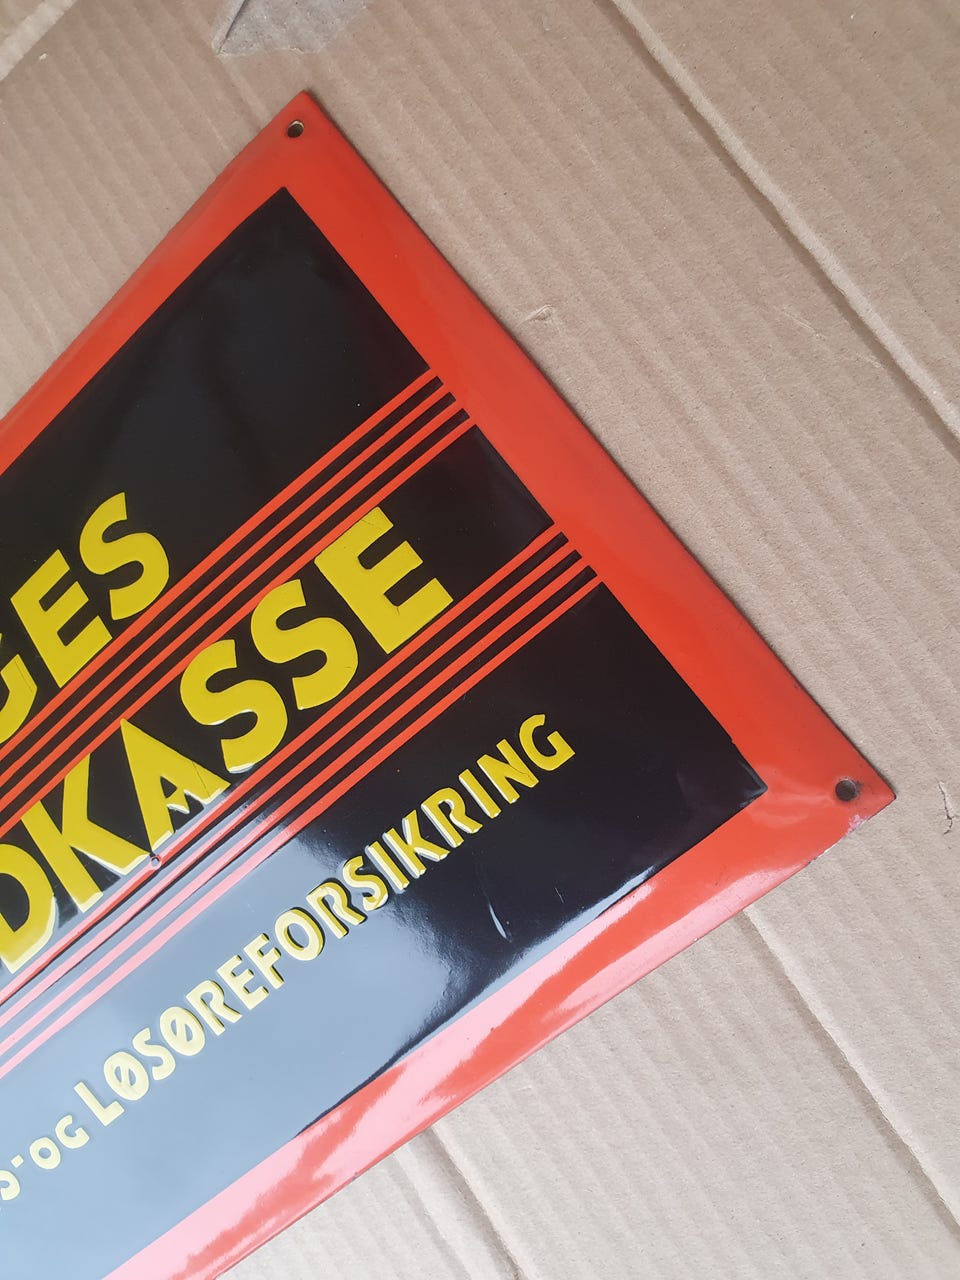 GES
DKASSE
S- OG LØSØREFORSIKRING